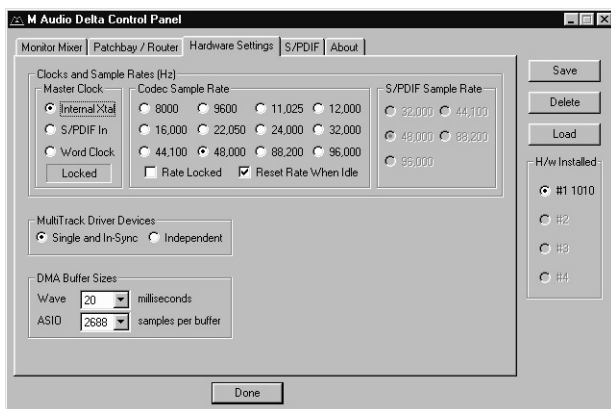 M Audio Delta Control Panel
Monitor Mixer Patchbay / Router Hardware Settings S/PDIF About
Clocks and Sample Rates (Hz)
Master Clock Codec Sample Rate S/PDIF Sample Rate
Internal Xtal 8000 9600 11,025 12,000 32,000 44,100
S/PDIF In 16,000 22,050 24,000 32,000 48,000 88,200
Word Clock 44,100 48,000 88,200 96,000 96,000
Locked Rate Locked Reset Rate When Idle
MultiTrack Driver Devices
Single and In-Sync Independent
DMA Buffer Sizes
Wave 20 milliseconds
ASIO 2688 samples per buffer
Save
Delete
Load
H/w Installed
#1 1010
#2
#3
#4
Done